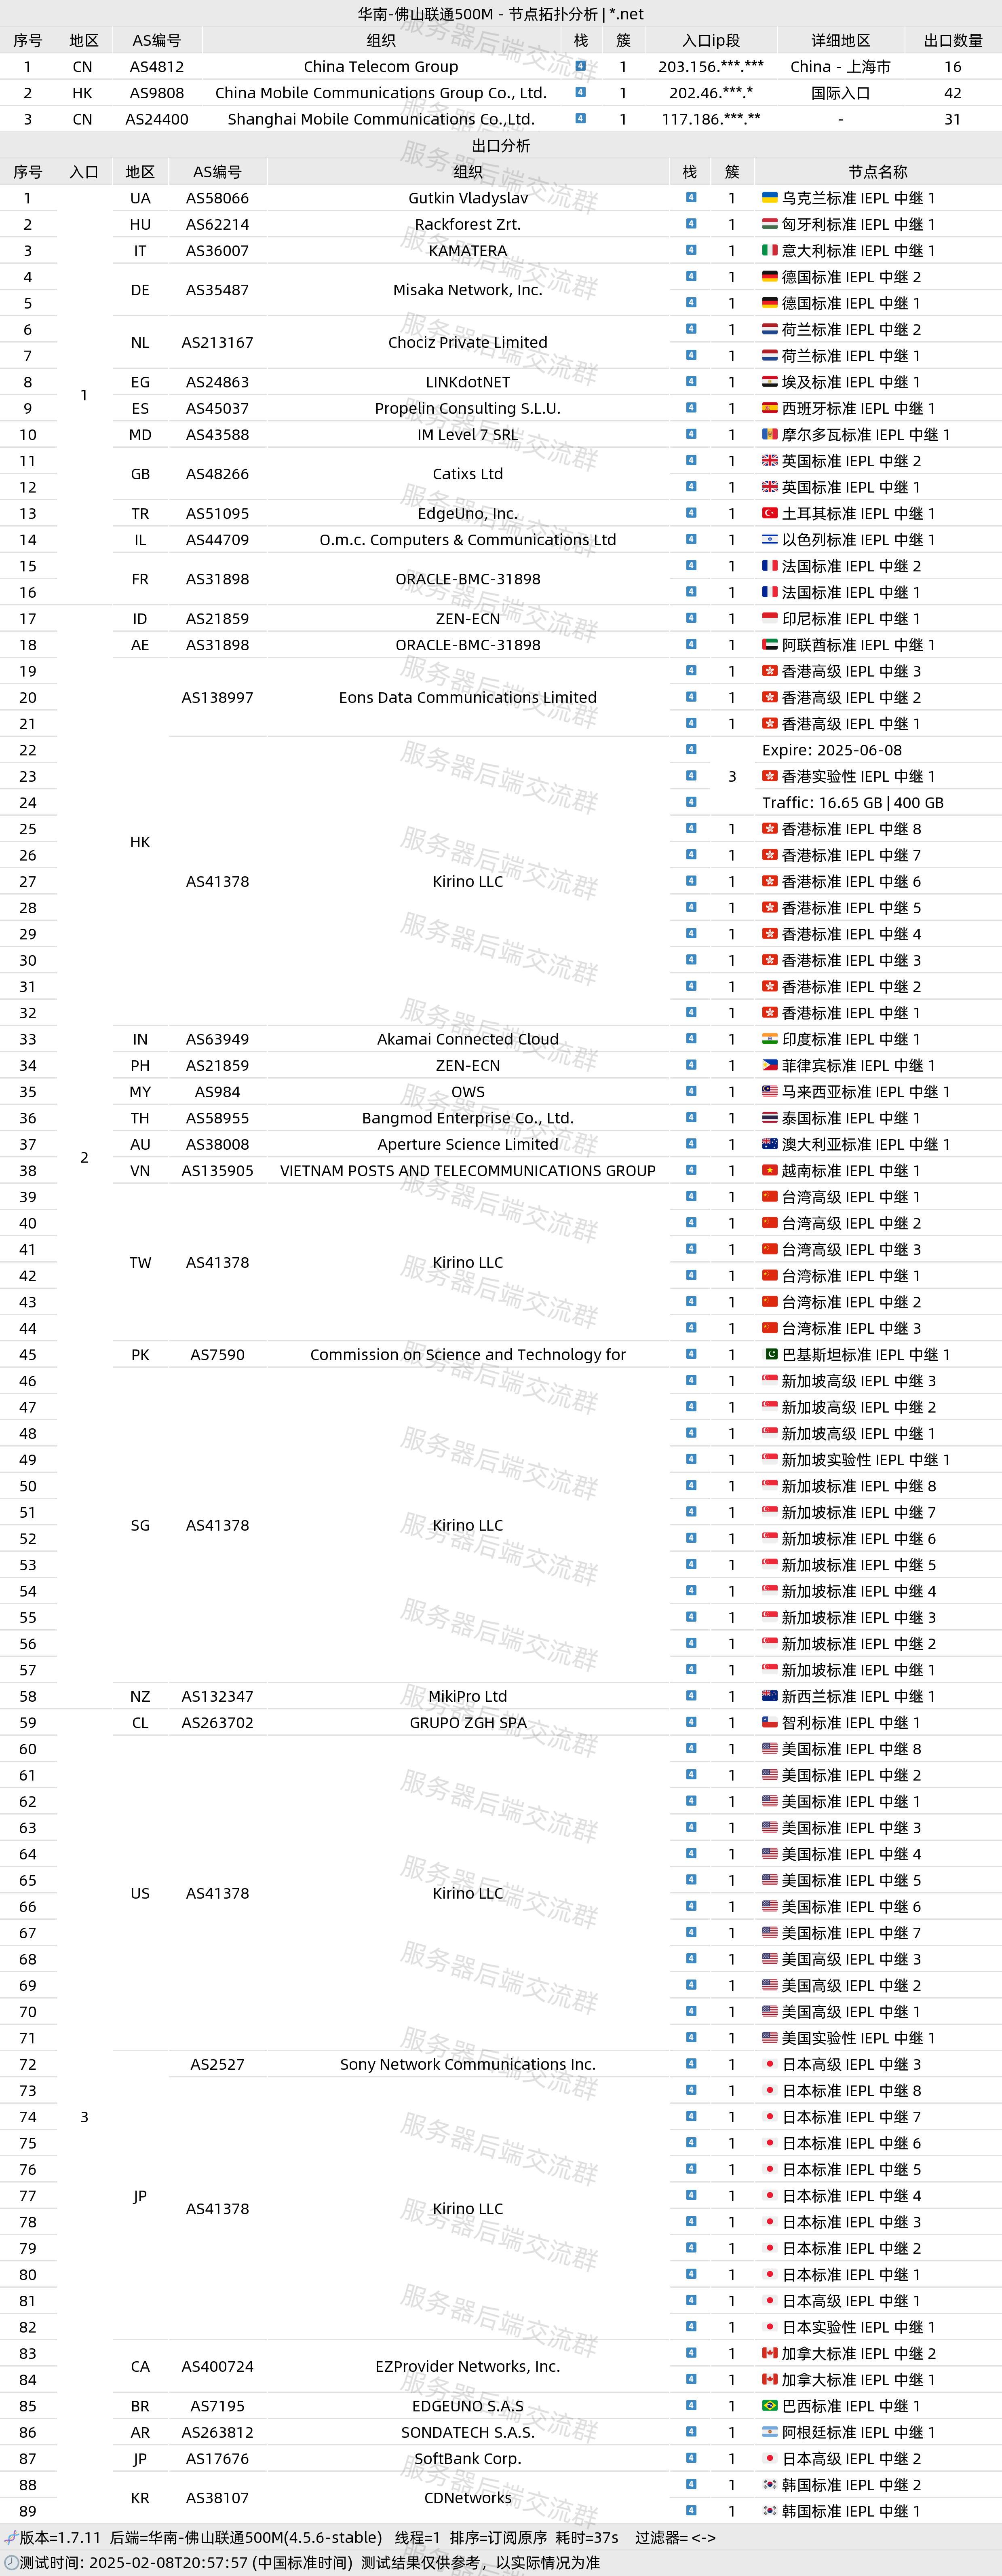 华南-佛山联通500M - 节点拓扑分析 | *.net
序号 地区 AS编号 组织 栈 簇 入口ip段 详细地区 出口数量
1 CN AS4812 China Telecom Group 4 1 203.156.***.*** China - 上海市 16
2 HK AS9808 China Mobile Communications Group Co., Ltd. 4 1 202.46.***.* 国际入口 42
3 CN AS24400 Shanghai Mobile Communications Co.,Ltd. 4 1 117.186.***.** - 31
出口分析
序号 入口 地区 AS编号 组织 栈 簇 节点名称
1 1 UA AS58066 Gutkin Vladyslav 4 1 乌克兰标准 IEPL 中继 1
2 HU AS62214 Rackforest Zrt. 4 1 匈牙利标准 IEPL 中继 1
3 IT AS36007 KAMATERA 4 1 意大利标准 IEPL 中继 1
4 DE AS35487 Misaka Network, Inc. 4 1 德国标准 IEPL 中继 2
5 4 1 德国标准 IEPL 中继 1
6 NL AS213167 Chociz Private Limited 4 1 荷兰标准 IEPL 中继 2
7 4 1 荷兰标准 IEPL 中继 1
8 EG AS24863 LINKdotNET 4 1 埃及标准 IEPL 中继 1
9 ES AS45037 Propelin Consulting S.L.U. 4 1 西班牙标准 IEPL 中继 1
10 MD AS43588 IM Level 7 SRL 4 1 摩尔多瓦标准 IEPL 中继 1
11 GB AS48266 Catixs Ltd 4 1 英国标准 IEPL 中继 2
12 4 1 英国标准 IEPL 中继 1
13 TR AS51095 EdgeUno, Inc. 4 1 土耳其标准 IEPL 中继 1
14 IL AS44709 O.m.c. Computers & Communications Ltd 4 1 以色列标准 IEPL 中继 1
15 FR AS31898 ORACLE-BMC-31898 4 1 法国标准 IEPL 中继 2
16 4 1 法国标准 IEPL 中继 1
17 2 ID AS21859 ZEN-ECN 4 1 印尼标准 IEPL 中继 1
18 AE AS31898 ORACLE-BMC-31898 4 1 阿联酋标准 IEPL 中继 1
19 HK AS138997 Eons Data Communications Limited 4 1 香港高级 IEPL 中继 3
20 4 1 香港高级 IEPL 中继 2
21 4 1 香港高级 IEPL 中继 1
22 AS41378 Kirino LLC 4 3 Expire: 2025-06-08
23 4 香港实验性 IEPL 中继 1
24 4 Traffic: 16.65 GB | 400 GB
25 4 1 香港标准 IEPL 中继 8
26 4 1 香港标准 IEPL 中继 7
27 4 1 香港标准 IEPL 中继 6
28 4 1 香港标准 IEPL 中继 5
29 4 1 香港标准 IEPL 中继 4
30 4 1 香港标准 IEPL 中继 3
31 4 1 香港标准 IEPL 中继 2
32 4 1 香港标准 IEPL 中继 1
33 IN AS63949 Akamai Connected Cloud 4 1 印度标准 IEPL 中继 1
34 PH AS21859 ZEN-ECN 4 1 菲律宾标准 IEPL 中继 1
35 MY AS984 OWS 4 1 马来西亚标准 IEPL 中继 1
36 TH AS58955 Bangmod Enterprise Co., Ltd. 4 1 泰国标准 IEPL 中继 1
37 AU AS38008 Aperture Science Limited 4 1 澳大利亚标准 IEPL 中继 1
38 VN AS135905 VIETNAM POSTS AND TELECOMMUNICATIONS GROUP 4 1 越南标准 IEPL 中继 1
39 TW AS41378 Kirino LLC 4 1 台湾高级 IEPL 中继 1
40 4 1 台湾高级 IEPL 中继 2
41 4 1 台湾高级 IEPL 中继 3
42 4 1 台湾标准 IEPL 中继 1
43 4 1 台湾标准 IEPL 中继 2
44 4 1 台湾标准 IEPL 中继 3
45 PK AS7590 Commission on Science and Technology for 4 1 巴基斯坦标准 IEPL 中继 1
46 SG AS41378 Kirino LLC 4 1 新加坡高级 IEPL 中继 3
47 4 1 新加坡高级 IEPL 中继 2
48 4 1 新加坡高级 IEPL 中继 1
49 4 1 新加坡实验性 IEPL 中继 1
50 4 1 新加坡标准 IEPL 中继 8
51 4 1 新加坡标准 IEPL 中继 7
52 4 1 新加坡标准 IEPL 中继 6
53 4 1 新加坡标准 IEPL 中继 5
54 4 1 新加坡标准 IEPL 中继 4
55 4 1 新加坡标准 IEPL 中继 3
56 4 1 新加坡标准 IEPL 中继 2
57 4 1 新加坡标准 IEPL 中继 1
58 NZ AS132347 MikiPro Ltd 4 1 新西兰标准 IEPL 中继 1
59 3 CL AS263702 GRUPO ZGH SPA 4 1 智利标准 IEPL 中继 1
60 US AS41378 Kirino LLC 4 1 美国标准 IEPL 中继 8
61 4 1 美国标准 IEPL 中继 2
62 4 1 美国标准 IEPL 中继 1
63 4 1 美国标准 IEPL 中继 3
64 4 1 美国标准 IEPL 中继 4
65 4 1 美国标准 IEPL 中继 5
66 4 1 美国标准 IEPL 中继 6
67 4 1 美国标准 IEPL 中继 7
68 4 1 美国高级 IEPL 中继 3
69 4 1 美国高级 IEPL 中继 2
70 4 1 美国高级 IEPL 中继 1
71 4 1 美国实验性 IEPL 中继 1
72 JP AS2527 Sony Network Communications Inc. 4 1 日本高级 IEPL 中继 3
73 AS41378 Kirino LLC 4 1 日本标准 IEPL 中继 8
74 4 1 日本标准 IEPL 中继 7
75 4 1 日本标准 IEPL 中继 6
76 4 1 日本标准 IEPL 中继 5
77 4 1 日本标准 IEPL 中继 4
78 4 1 日本标准 IEPL 中继 3
79 4 1 日本标准 IEPL 中继 2
80 4 1 日本标准 IEPL 中继 1
81 4 1 日本高级 IEPL 中继 1
82 4 1 日本实验性 IEPL 中继 1
83 CA AS400724 EZProvider Networks, Inc. 4 1 加拿大标准 IEPL 中继 2
84 4 1 加拿大标准 IEPL 中继 1
85 BR AS7195 EDGEUNO S.A.S 4 1 巴西标准 IEPL 中继 1
86 AR AS263812 SONDATECH S.A.S. 4 1 阿根廷标准 IEPL 中继 1
87 JP AS17676 SoftBank Corp. 4 1 日本高级 IEPL 中继 2
88 KR AS38107 CDNetworks 4 1 韩国标准 IEPL 中继 2
89 4 1 韩国标准 IEPL 中继 1
版本=1.7.11 后端=华南-佛山联通500M(4.5.6-stable) 线程=1 排序=订阅原序 耗时=37s 过滤器= <->
测试时间: 2025-02-08T20:57:57 (中国标准时间) 测试结果仅供参考，以实际情况为准
服务器后端交流群